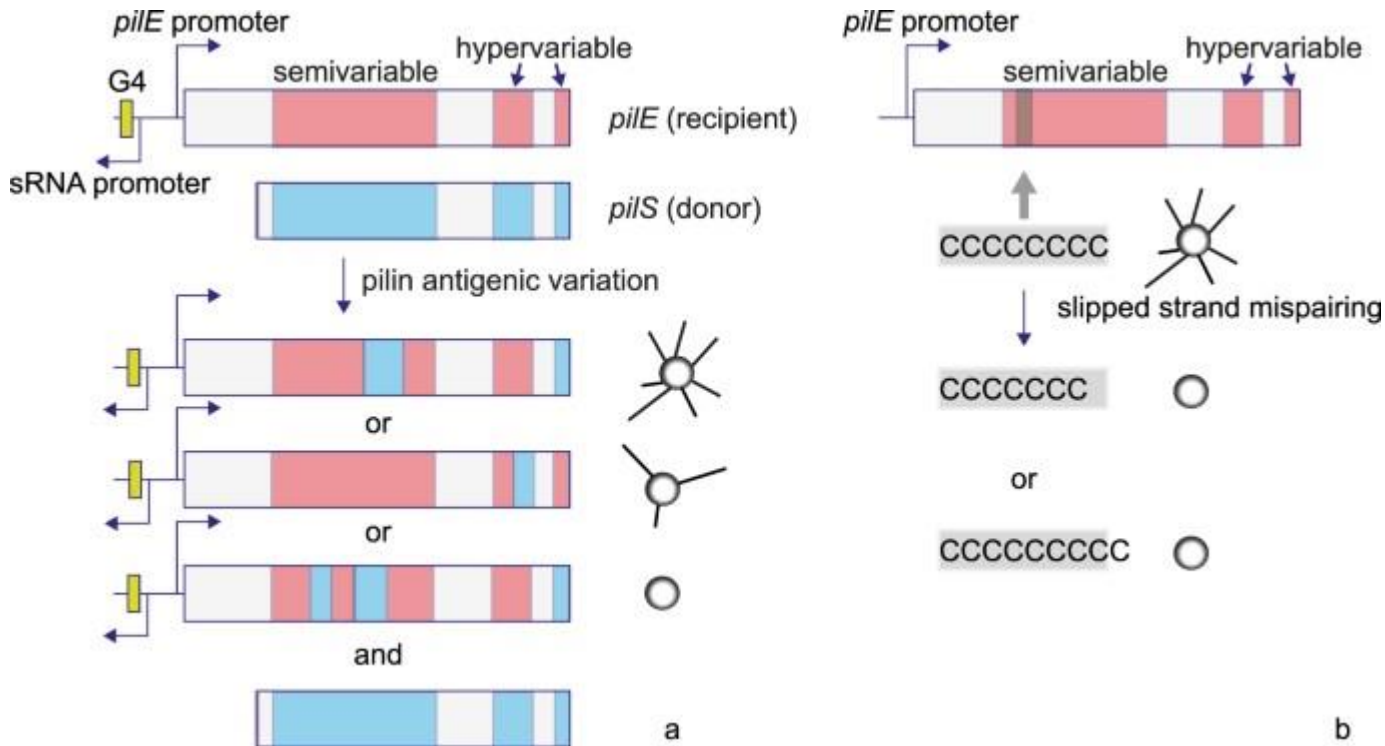 pilE promoter
hypervariable
semivariable
G4
pilE (recipient)
sRNA promoter
pilS (donor)
pilin antigenic variation
or
or
and
a
pilE promoter
hypervariable
semivariable
CCCCCCCC
slipped strand mispairing
CCCCCCC
or
CCCCCCCCC
b